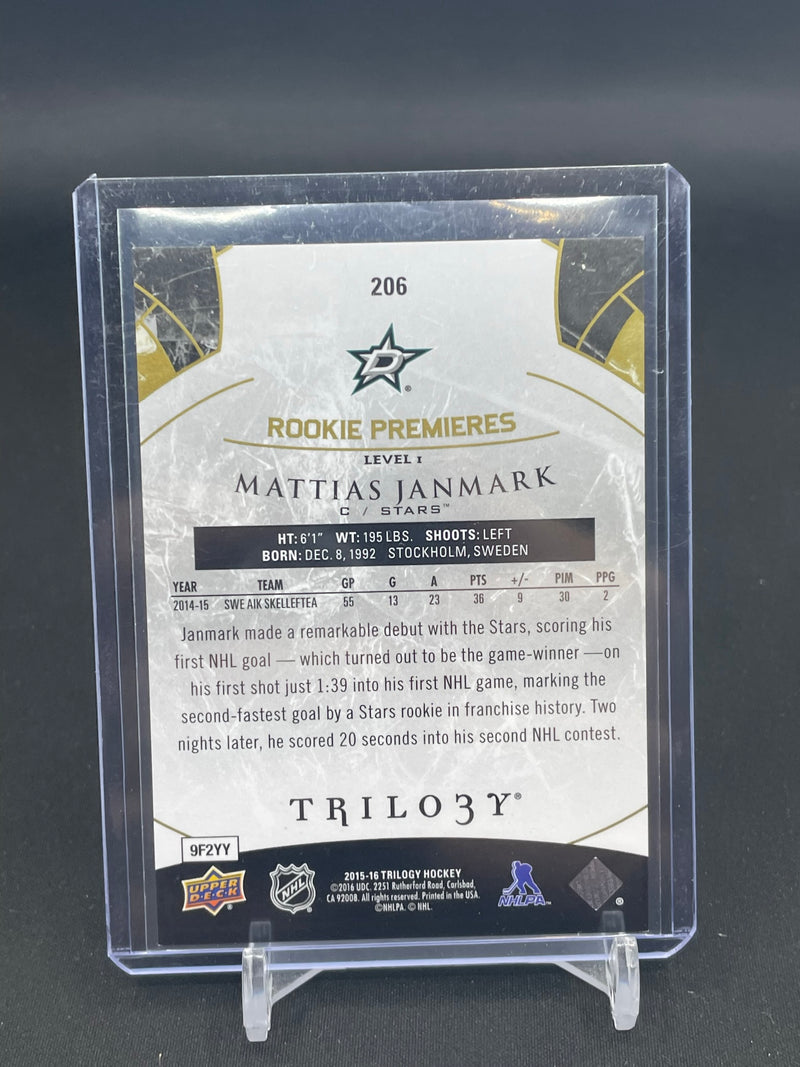 206
D
®
ROOKIE PREMIERES
LEVEL 1
MATTIAS JANMARK
C / STARS™
HT: 6'1" WT: 195 LBS. SHOOTS: LEFT
BORN: DEC. 8, 1992 STOCKHOLM, SWEDEN
YEAR TEAM GP G A PTS +/- PIM PPG
2014-15 SWE AIK SKELLEFTEA 55 13 23 36 9 30 2
Janmark made a remarkable debut with the Stars, scoring his
first NHL goal — which turned out to be the game-winner —on
his first shot just 1:39 into his first NHL game, marking the
second-fastest goal by a Stars rookie in franchise history. Two
nights later, he scored 20 seconds into his second NHL contest.
TRILO3Y®
9F2YY
UPPER
D·E·C·K
®
NHL
®
2015-16 TRILOGY HOCKEY
©2016 UDC. 2251 Rutherford Road, Carlsbad,
CA 92008. All rights reserved. Printed in the USA.
©NHLPA. © NHL.
NHLPA™
®